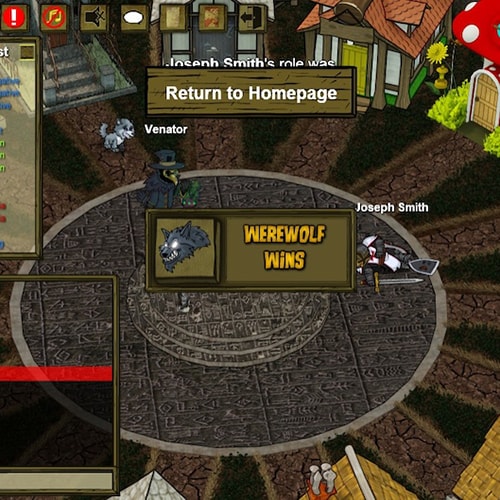 Joseph Smith's role was
Return to Homepage
Venator
Joseph Smith
WEREWOLF
WINS